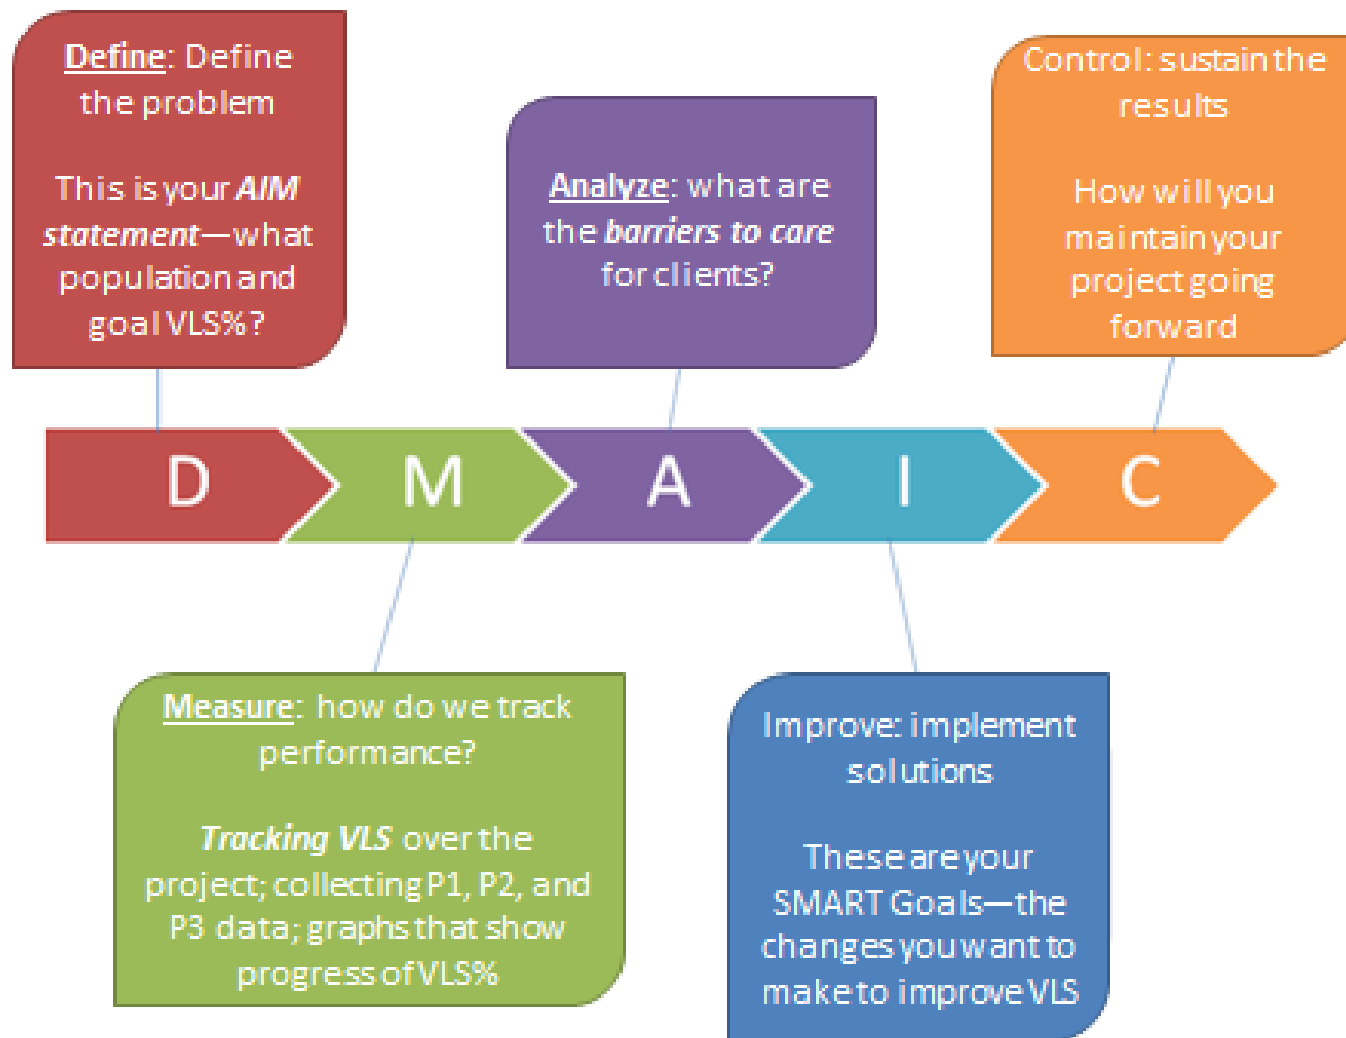 Define: Define
the problem
This is your AIM
statement—what
population and
goal VLS%?
Analyze: what are
the barriers to care
for clients?
Control: sustain the
results
How will you
maintain your
project going
forward
D
M
A
I
C
Measure: how do we track
performance?
Tracking VLS over the
project; collecting P1, P2, and
P3 data; graphs that show
progress of VLS%
Improve: implement
solutions
These are your
SMART Goals—the
changes you want to
make to improve VLS